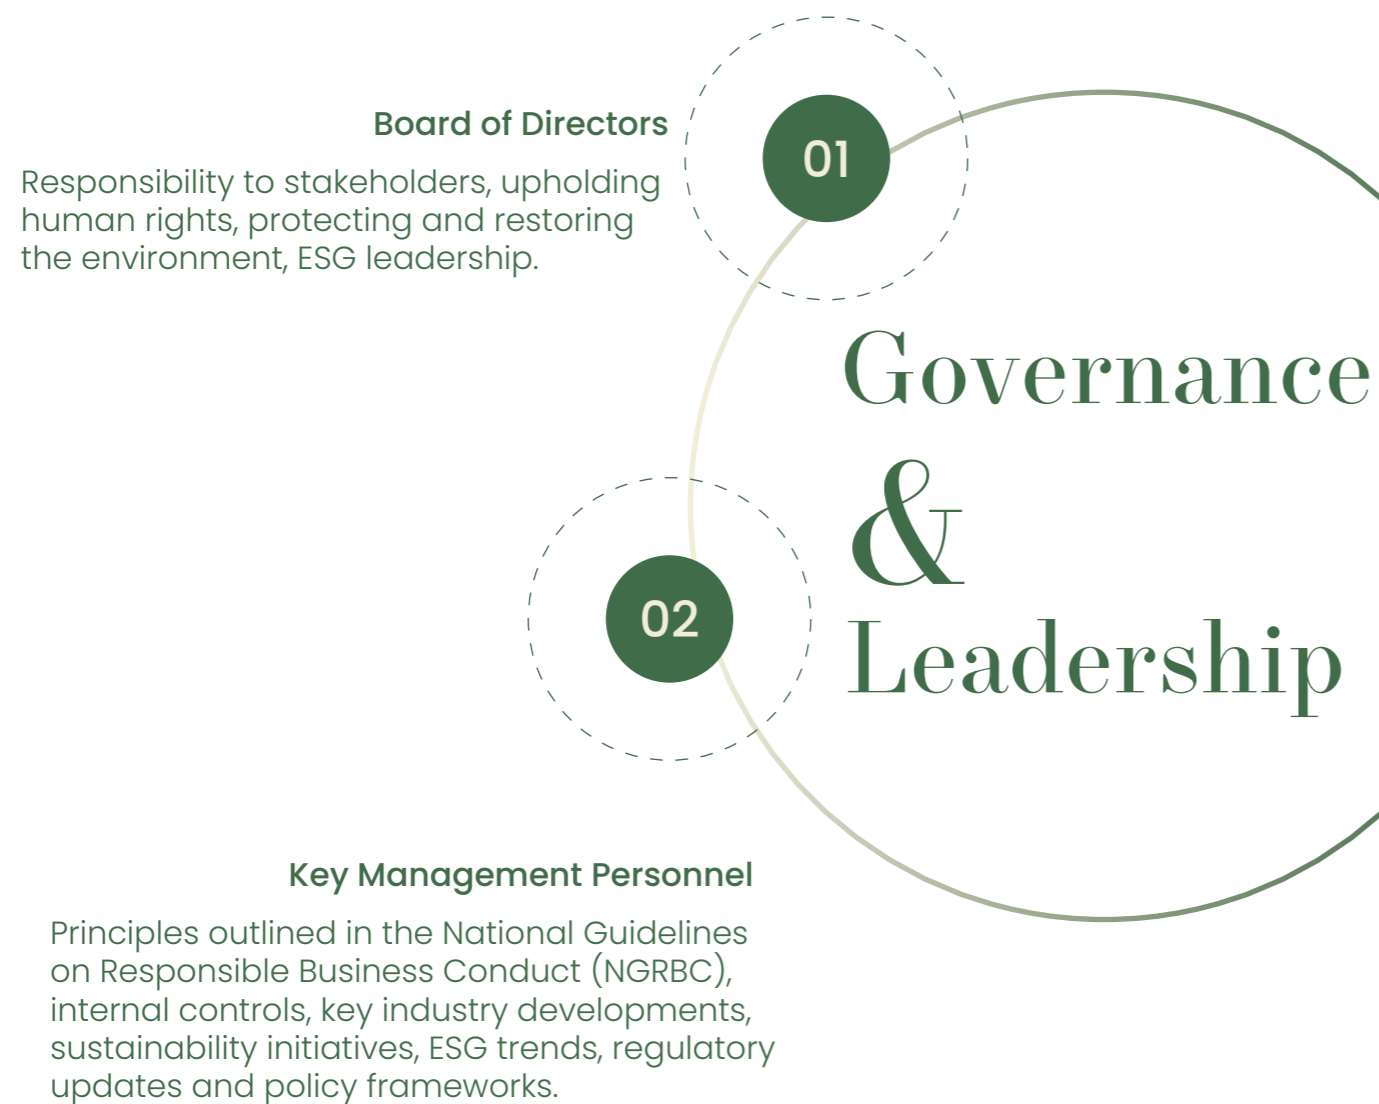 Board of Directors
Responsibility to stakeholders, upholding
human rights, protecting and restoring
the environment, ESG leadership.
01
Governance
&
Leadership
02
Key Management Personnel
Principles outlined in the National Guidelines
on Responsible Business Conduct (NGRBC),
internal controls, key industry developments,
sustainability initiatives, ESG trends, regulatory
updates and policy frameworks.